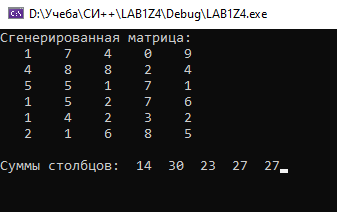 D:\Учеба\СИ++\LAB1Z4\Debug\LAB1Z4.exe
Сгенерированная матрица:
1 7 4 0 9
4 8 8 2 4
5 5 1 7 1
1 5 2 7 6
1 4 2 3 2
2 1 6 8 5
Суммы столбцов: 14 30 23 27 27